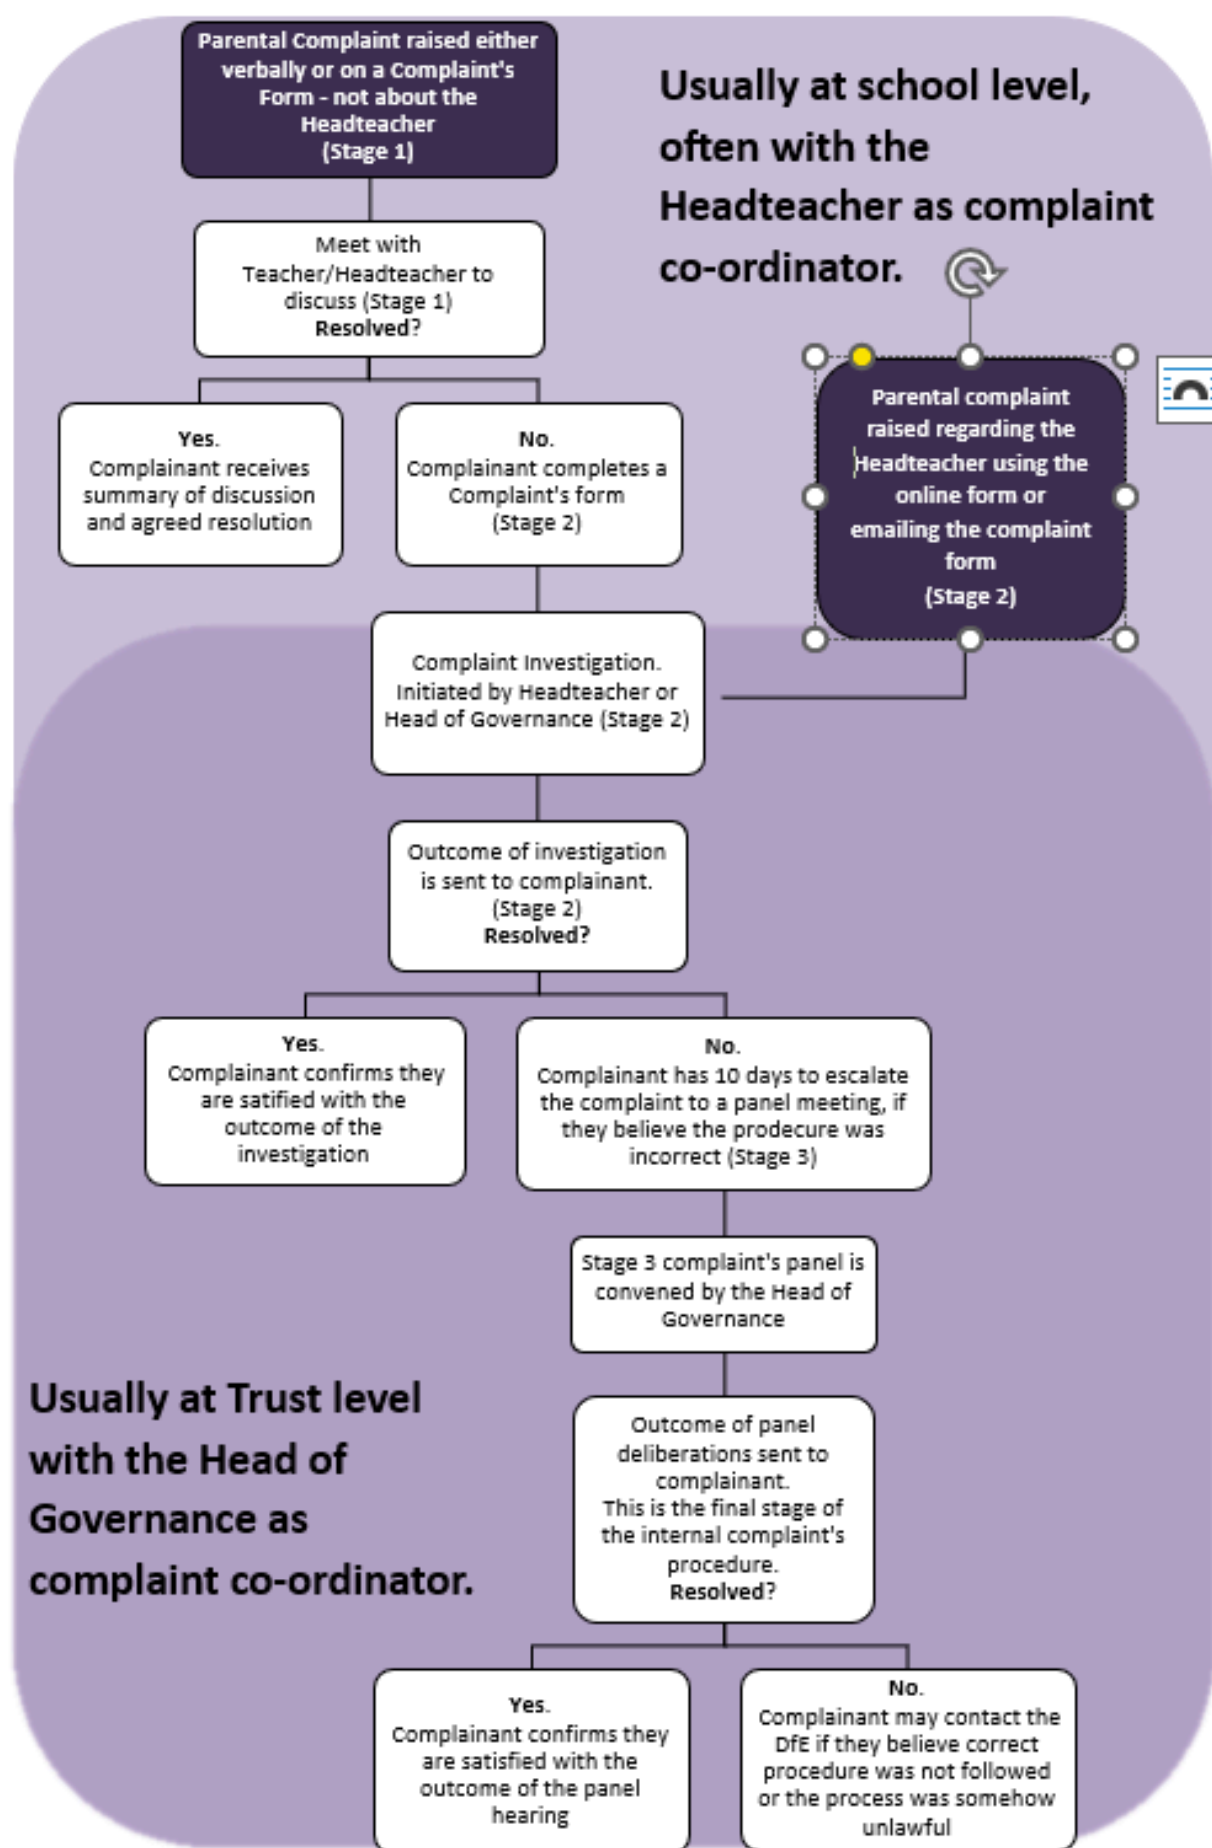 Parental Complaint raised either
verbally or on a Complaint's
Form - not about the
Headteacher
(Stage 1)
Usually at school level,
often with the
Headteacher as complaint
co-ordinator.
Meet with
Teacher/Headteacher to
discuss (Stage 1)
Resolved?
Yes.
Complainant receives
summary of discussion
and agreed resolution
No.
Complainant completes a
Complaint's form
(Stage 2)
Parental complaint
raised regarding the
Headteacher using the
online form or
emailing the complaint
form
(Stage 2)
Complaint Investigation.
Initiated by Headteacher or
Head of Governance (Stage 2)
Outcome of investigation
is sent to complainant.
(Stage 2)
Resolved?
Yes.
Complainant confirms they
are satified with the
outcome of the
investigation
No.
Complainant has 10 days to escalate
the complaint to a panel meeting, if
they believe the prodecure was
incorrect (Stage 3)
Stage 3 complaint's panel is
convened by the Head of
Governance
Usually at Trust level
with the Head of
Governance as
complaint co-ordinator.
Outcome of panel
deliberations sent to
complainant.
This is the final stage of
the internal complaint's
procedure.
Resolved?
Yes.
Complainant confirms they
are satisfied with the
outcome of the panel
hearing
No.
Complainant may contact the
DfE if they believe correct
procedure was not followed
or the process was somehow
unlawful